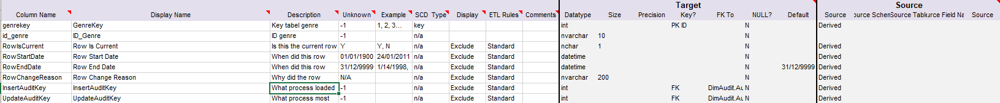 Target Source
Column Name Display Name Description Unknown Example SCD Type Display ETL Rules Comments Datatype Size Precision Key? FK To NULL? Default Source Source Field Na Source
genrekey GenreKey Key tabel genre -1 1, 2, 3... key int PK ID N Derived
id_genre ID_Genre ID genre -1 n/a nvarchar 10 N
RowIsCurrent Row Is Current Is this the current row Y Y, N n/a Exclude Standard nchar 1 N Derived
RowStartDate Row Start Date When did this row 01/01/1900 24/01/2011 n/a Exclude Standard datetime N Derived
RowEndDate Row End Date When did this row 31/12/9999 1/14/1998, n/a Exclude Standard datetime N 31/12/9999 Derived
RowChangeReason Row Change Reason Why did the row N/A n/a Exclude Standard nvarchar 200 N Derived
InsertAuditKey InsertAuditKey What process loaded -1 n/a Exclude Standard int FK DimAudit.Au N Derived
UpdateAuditKey UpdateAuditKey What process most -1 n/a Exclude Standard int FK DimAudit.Au N Derived